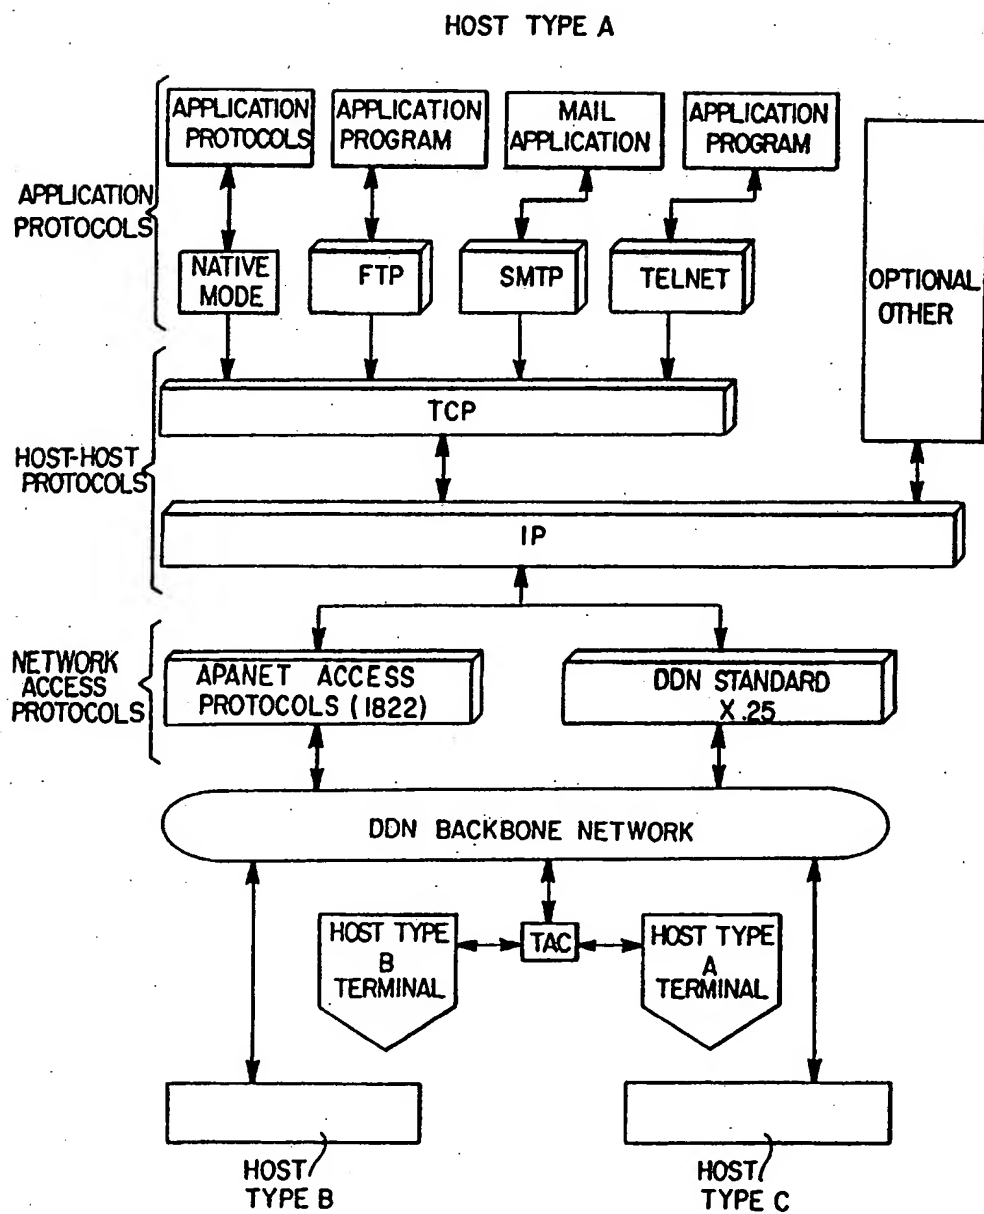 HOST TYPE A
APPLICATION
PROTOCOLS
APPLICATION
PROGRAM
MAIL
APPLICATION
APPLICATION
PROGRAM
APPLICATION
PROTOCOLS
NATIVE
MODE
FTP
SMTP
TELNET
OPTIONAL
OTHER
TCP
HOST-HOST
PROTOCOLS
IP
NETWORK
ACCESS
PROTOCOLS
APANET ACCESS
PROTOCOLS (1822)
DDN STANDARD
X.25
DDN BACKBONE NETWORK
HOST TYPE
B
TERMINAL
TAC
HOST TYPE
A
TERMINAL
HOST
TYPE B
HOST
TYPE C